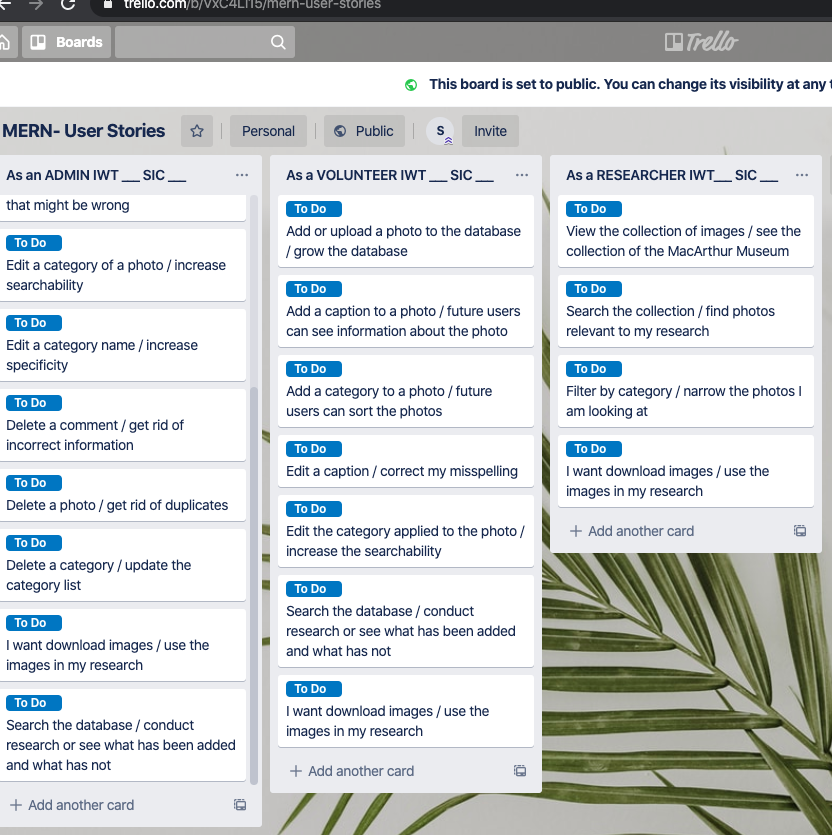 trello.com/b/VxC4LI15/mern-user-stories
Boards
Trello
This board is set to public. You can change its visibility at any
MERN- User Stories
Personal
Public
S
Invite
As an ADMIN IWT ___ SIC ___
that might be wrong
To Do
Edit a category of a photo / increase
searchability
To Do
Edit a category name / increase
specificity
To Do
Delete a comment / get rid of
incorrect information
To Do
Delete a photo / get rid of duplicates
To Do
Delete a category / update the
category list
To Do
I want download images / use the
images in my research
To Do
Search the database / conduct
research or see what has been added
and what has not
+ Add another card
As a VOLUNTEER IWT ___ SIC ___
To Do
Add or upload a photo to the database
/ grow the database
To Do
Add a caption to a photo / future users
can see information about the photo
To Do
Add a category to a photo / future
users can sort the photos
To Do
Edit a caption / correct my misspelling
To Do
Edit the category applied to the photo /
increase the searchability
To Do
Search the database / conduct
research or see what has been added
and what has not
To Do
I want download images / use the
images in my research
+ Add another card
As a RESEARCHER IWT___ SIC ___
To Do
View the collection of images / see the
collection of the MacArthur Museum
To Do
Search the collection / find photos
relevant to my research
To Do
Filter by category / narrow the photos I
am looking at
To Do
I want download images / use the
images in my research
+ Add another card